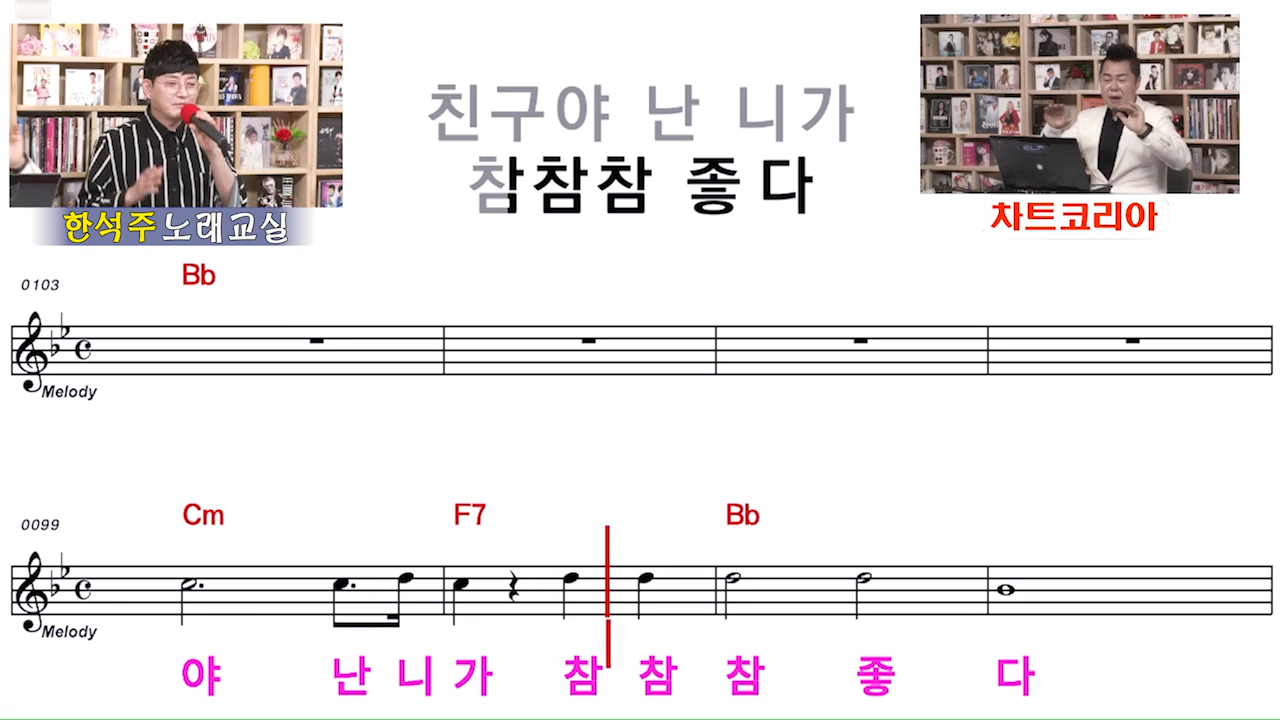 친구야 난 니가
참참참 좋다
한석주노래교실
차트코리아
0103
Bb
Melody
0099
Cm F7 Bb
Melody
야 난 니 가 참 참 참 좋 다